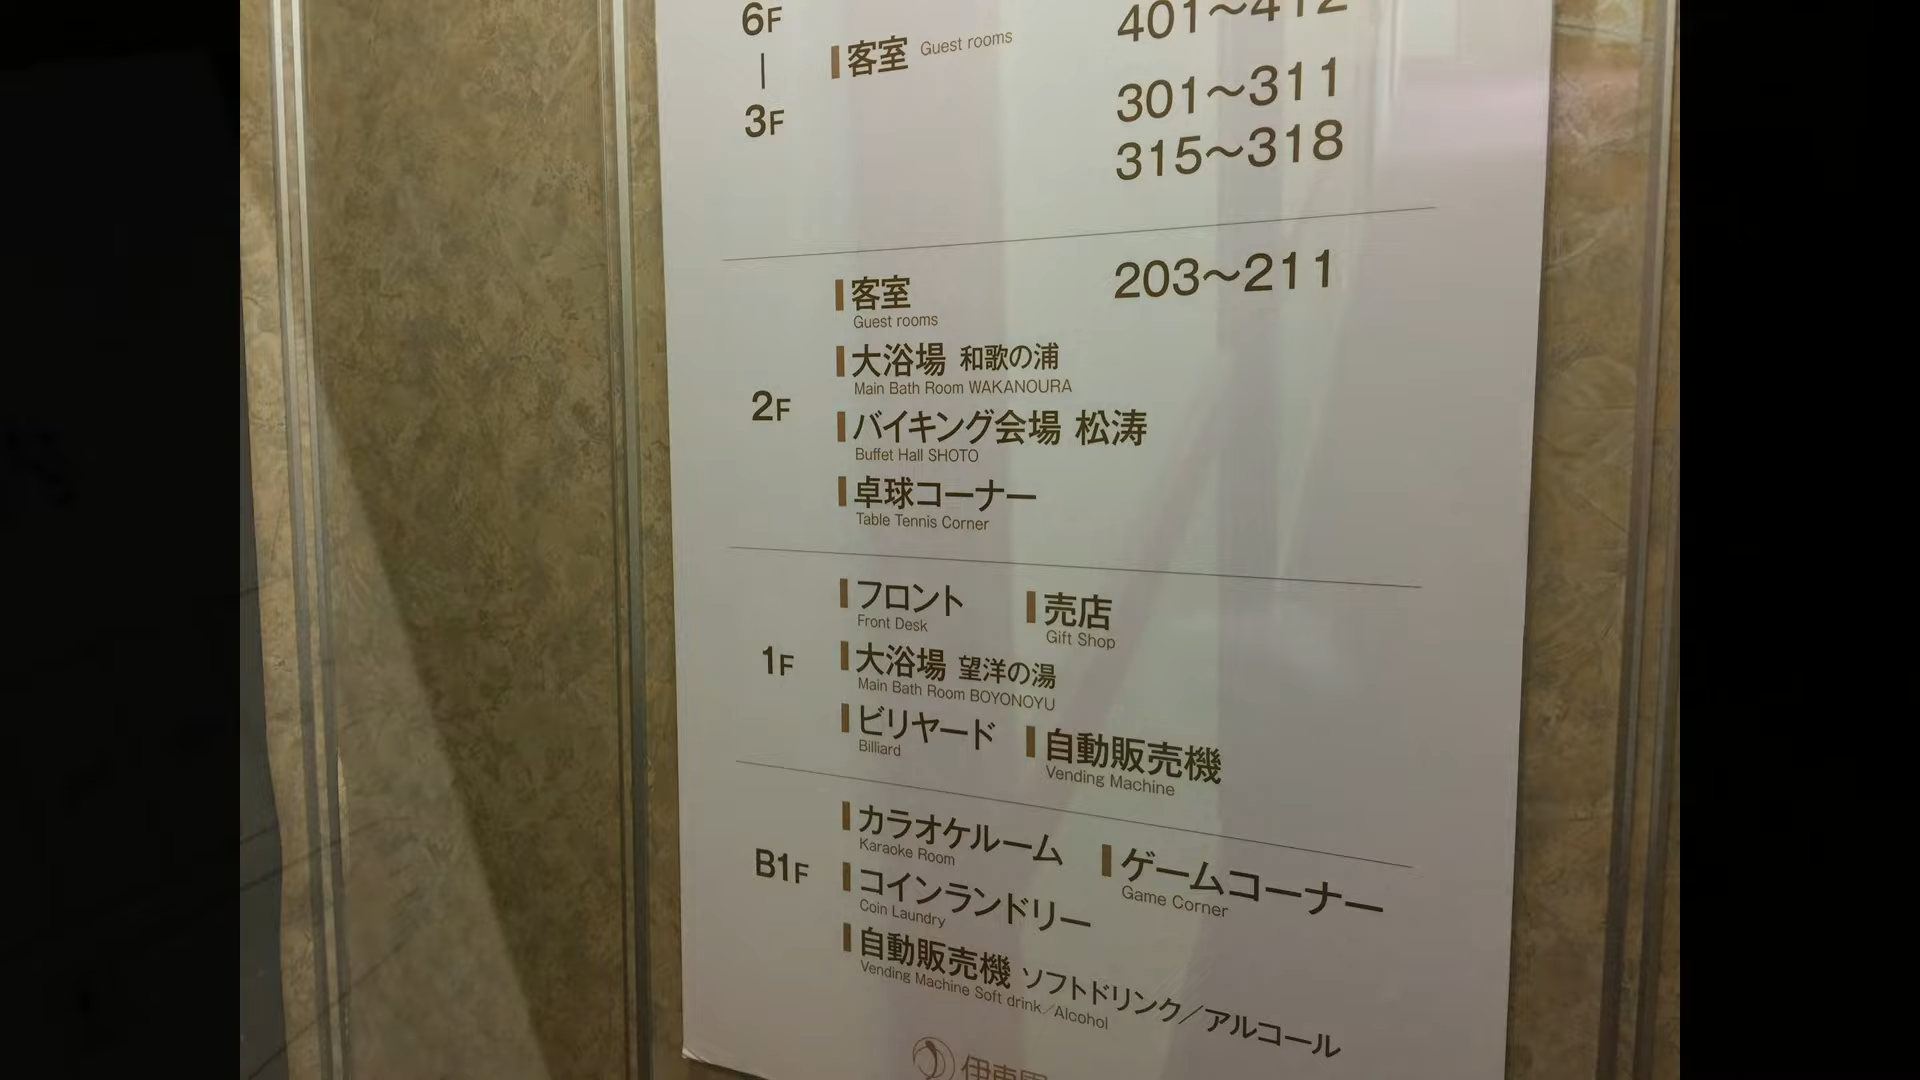 6F
|
3F
客室 Guest rooms
401〜412
301〜311
315〜318
2F
客室 203〜211
Guest rooms
大浴場 和歌の浦
Main Bath Room WAKANOURA
バイキング会場 松涛
Buffet Hall SHOTO
卓球コーナー
Table Tennis Corner
1F
フロント 売店
Front Desk Gift Shop
大浴場 望洋の湯
Main Bath Room BOYONOYU
ビリヤード 自動販売機
Billiard Vending Machine
B1F
カラオケルーム ゲームコーナー
Karaoke Room Game Corner
コインランドリー
Coin Laundry
自動販売機 ソフトドリンク/アルコール
Vending Machine Soft drink/Alcohol